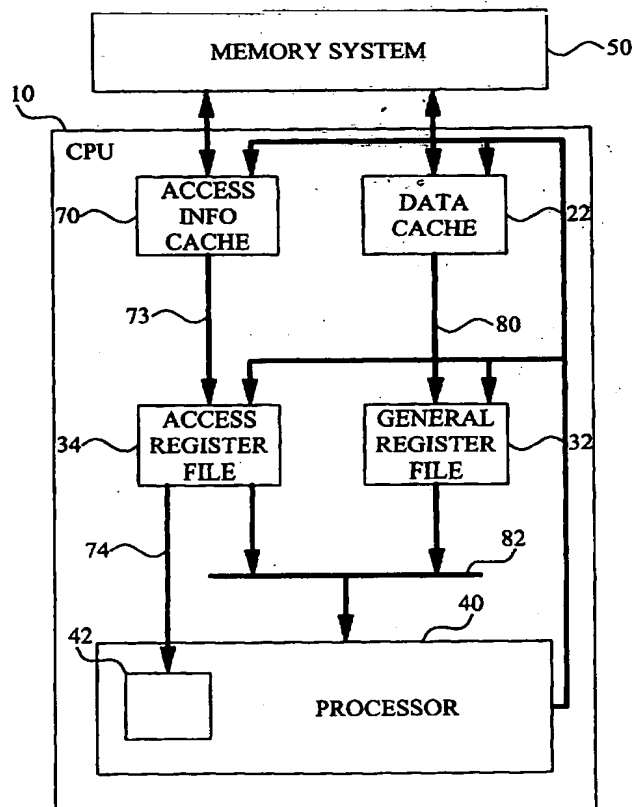 MEMORY SYSTEM
50
10
CPU
ACCESS
INFO
CACHE
70
DATA
CACHE
22
73
80
ACCESS
REGISTER
FILE
34
GENERAL
REGISTER
FILE
32
74
82
40
42
PROCESSOR